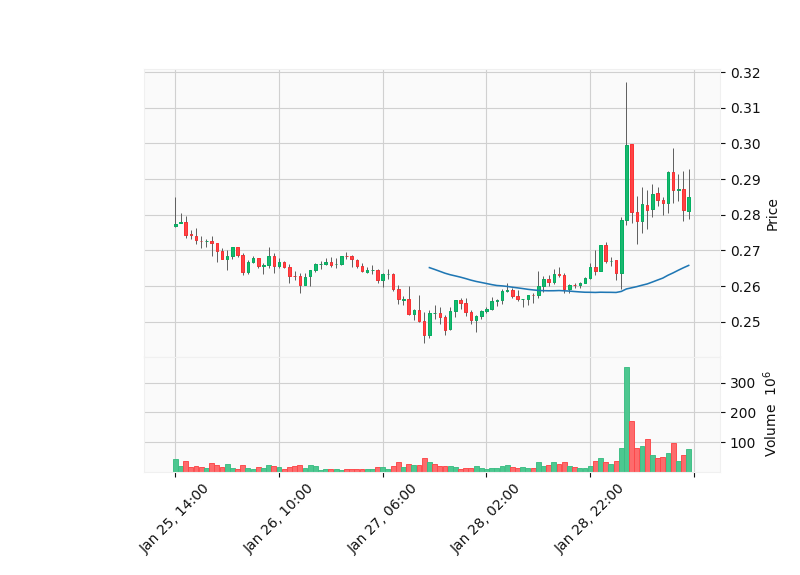 0.32
0.31
0.30
0.29
0.28
0.27
0.26
0.25
Price
300
200
100
Volume 10^6
Jan 25, 14:00
Jan 26, 10:00
Jan 27, 06:00
Jan 28, 02:00
Jan 28, 22:00